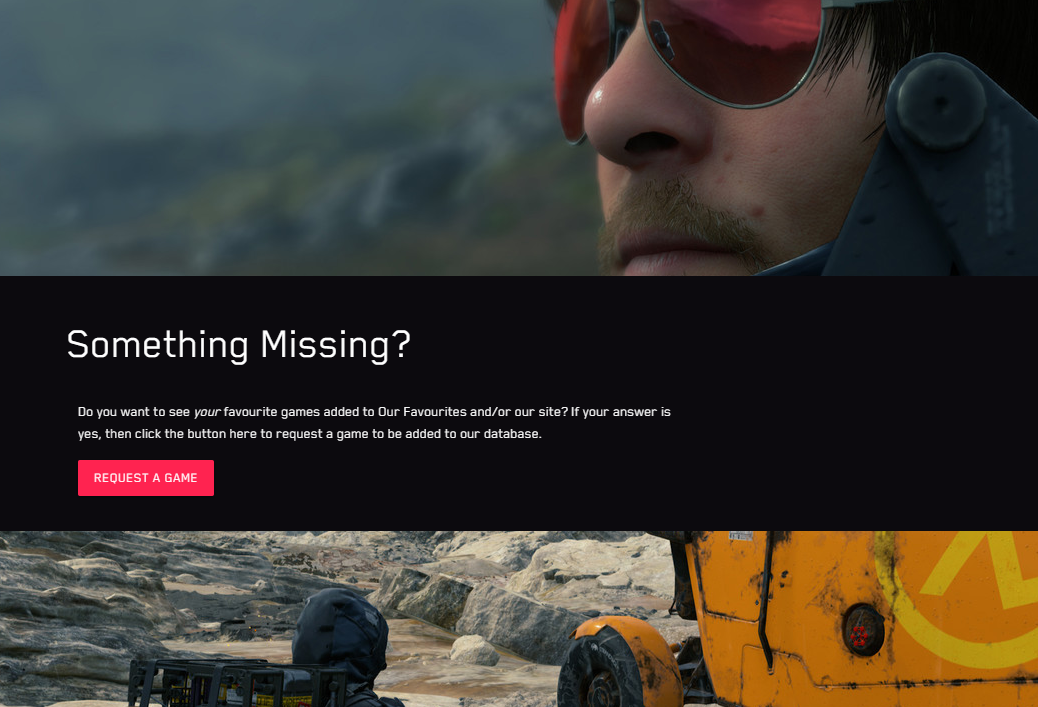 Something Missing?
Do you want to see your favourite games added to Our Favourites and/or our site? If your answer is
yes, then click the button here to request a game to be added to our database.
REQUEST A GAME